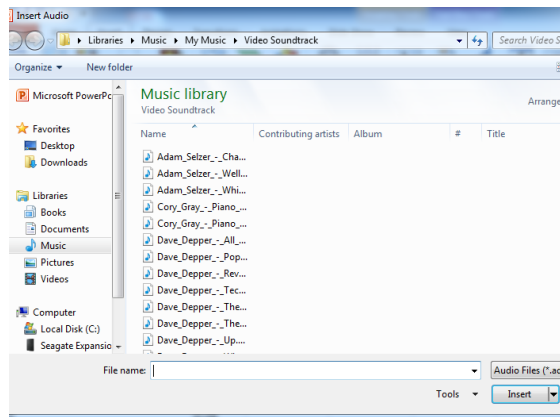 Insert Audio
Libraries Music My Music Video Soundtrack
Search Video S
Organize New folder
Microsoft PowerPc
Favorites
Desktop
Downloads
Libraries
Books
Documents
Music
Pictures
Videos
Computer
Local Disk (C:)
Seagate Expansio
Music library
Video Soundtrack
Arrange
Name Contributing artists Album # Title
Adam_Selzer_-_Cha...
Adam_Selzer_-_Well...
Adam_Selzer_-_Whi...
Cory_Gray_-_Piano_...
Cory_Gray_-_Piano_...
Dave_Depper_-_All_...
Dave_Depper_-_Pop...
Dave_Depper_-_Rev...
Dave_Depper_-_Tec...
Dave_Depper_-_The...
Dave_Depper_-_The...
Dave_Depper_-_Up....
File name:
Audio Files (*.ac
Tools Insert